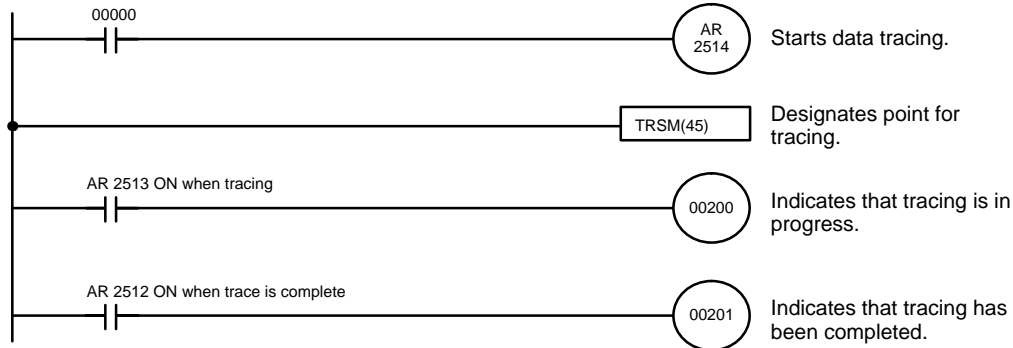 00000
AR
2514
Starts data tracing.
TRSM(45)
Designates point for
tracing.
AR 2513 ON when tracing
00200
Indicates that tracing is in
progress.
AR 2512 ON when trace is complete
00201
Indicates that tracing has
been completed.